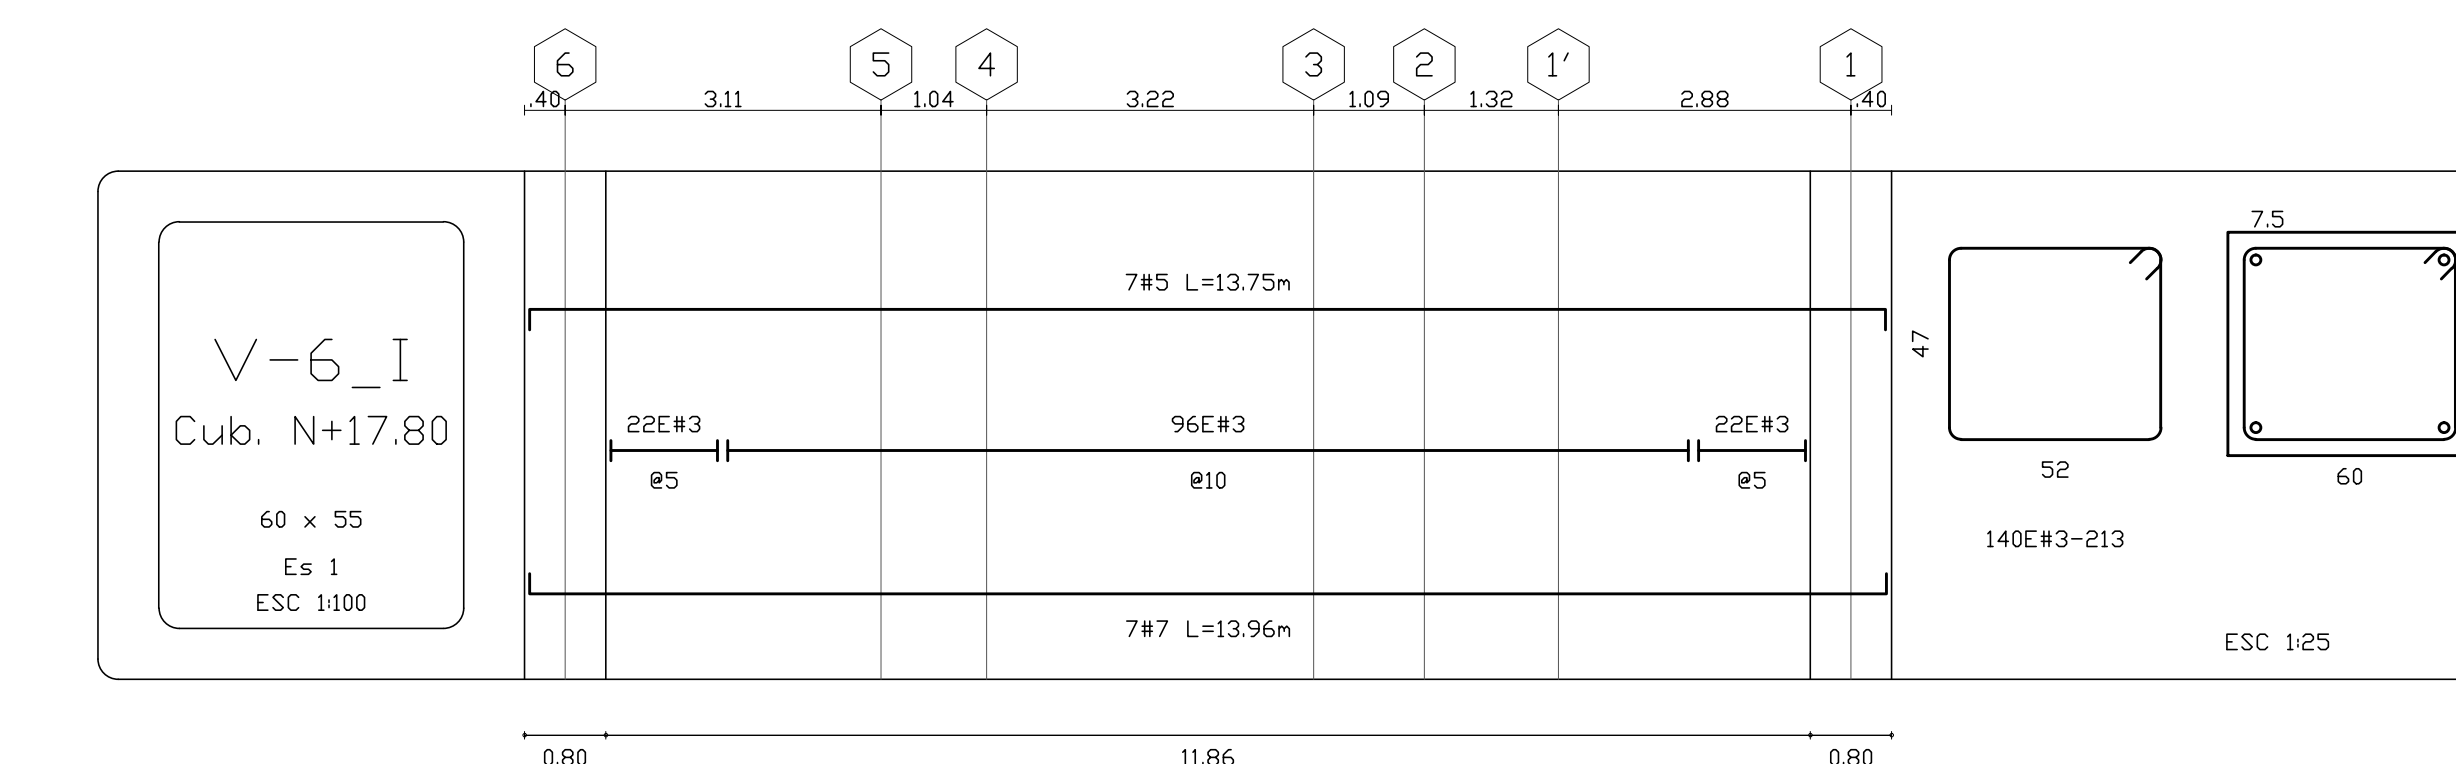 6 5 4 3 2 1' 1
.40 3.11 1.04 3.22 1.09 1.32 2.88 .40
V-6_I
Cub. N+17.80
60 x 55
Es 1
ESC 1:100
7#5 L=13.75m
22E#3 96E#3 22E#3
@5 @10 @5
7#7 L=13.96m
47
52
140E#3-213
7.5
60
ESC 1:25
0.80 11.86 0.80